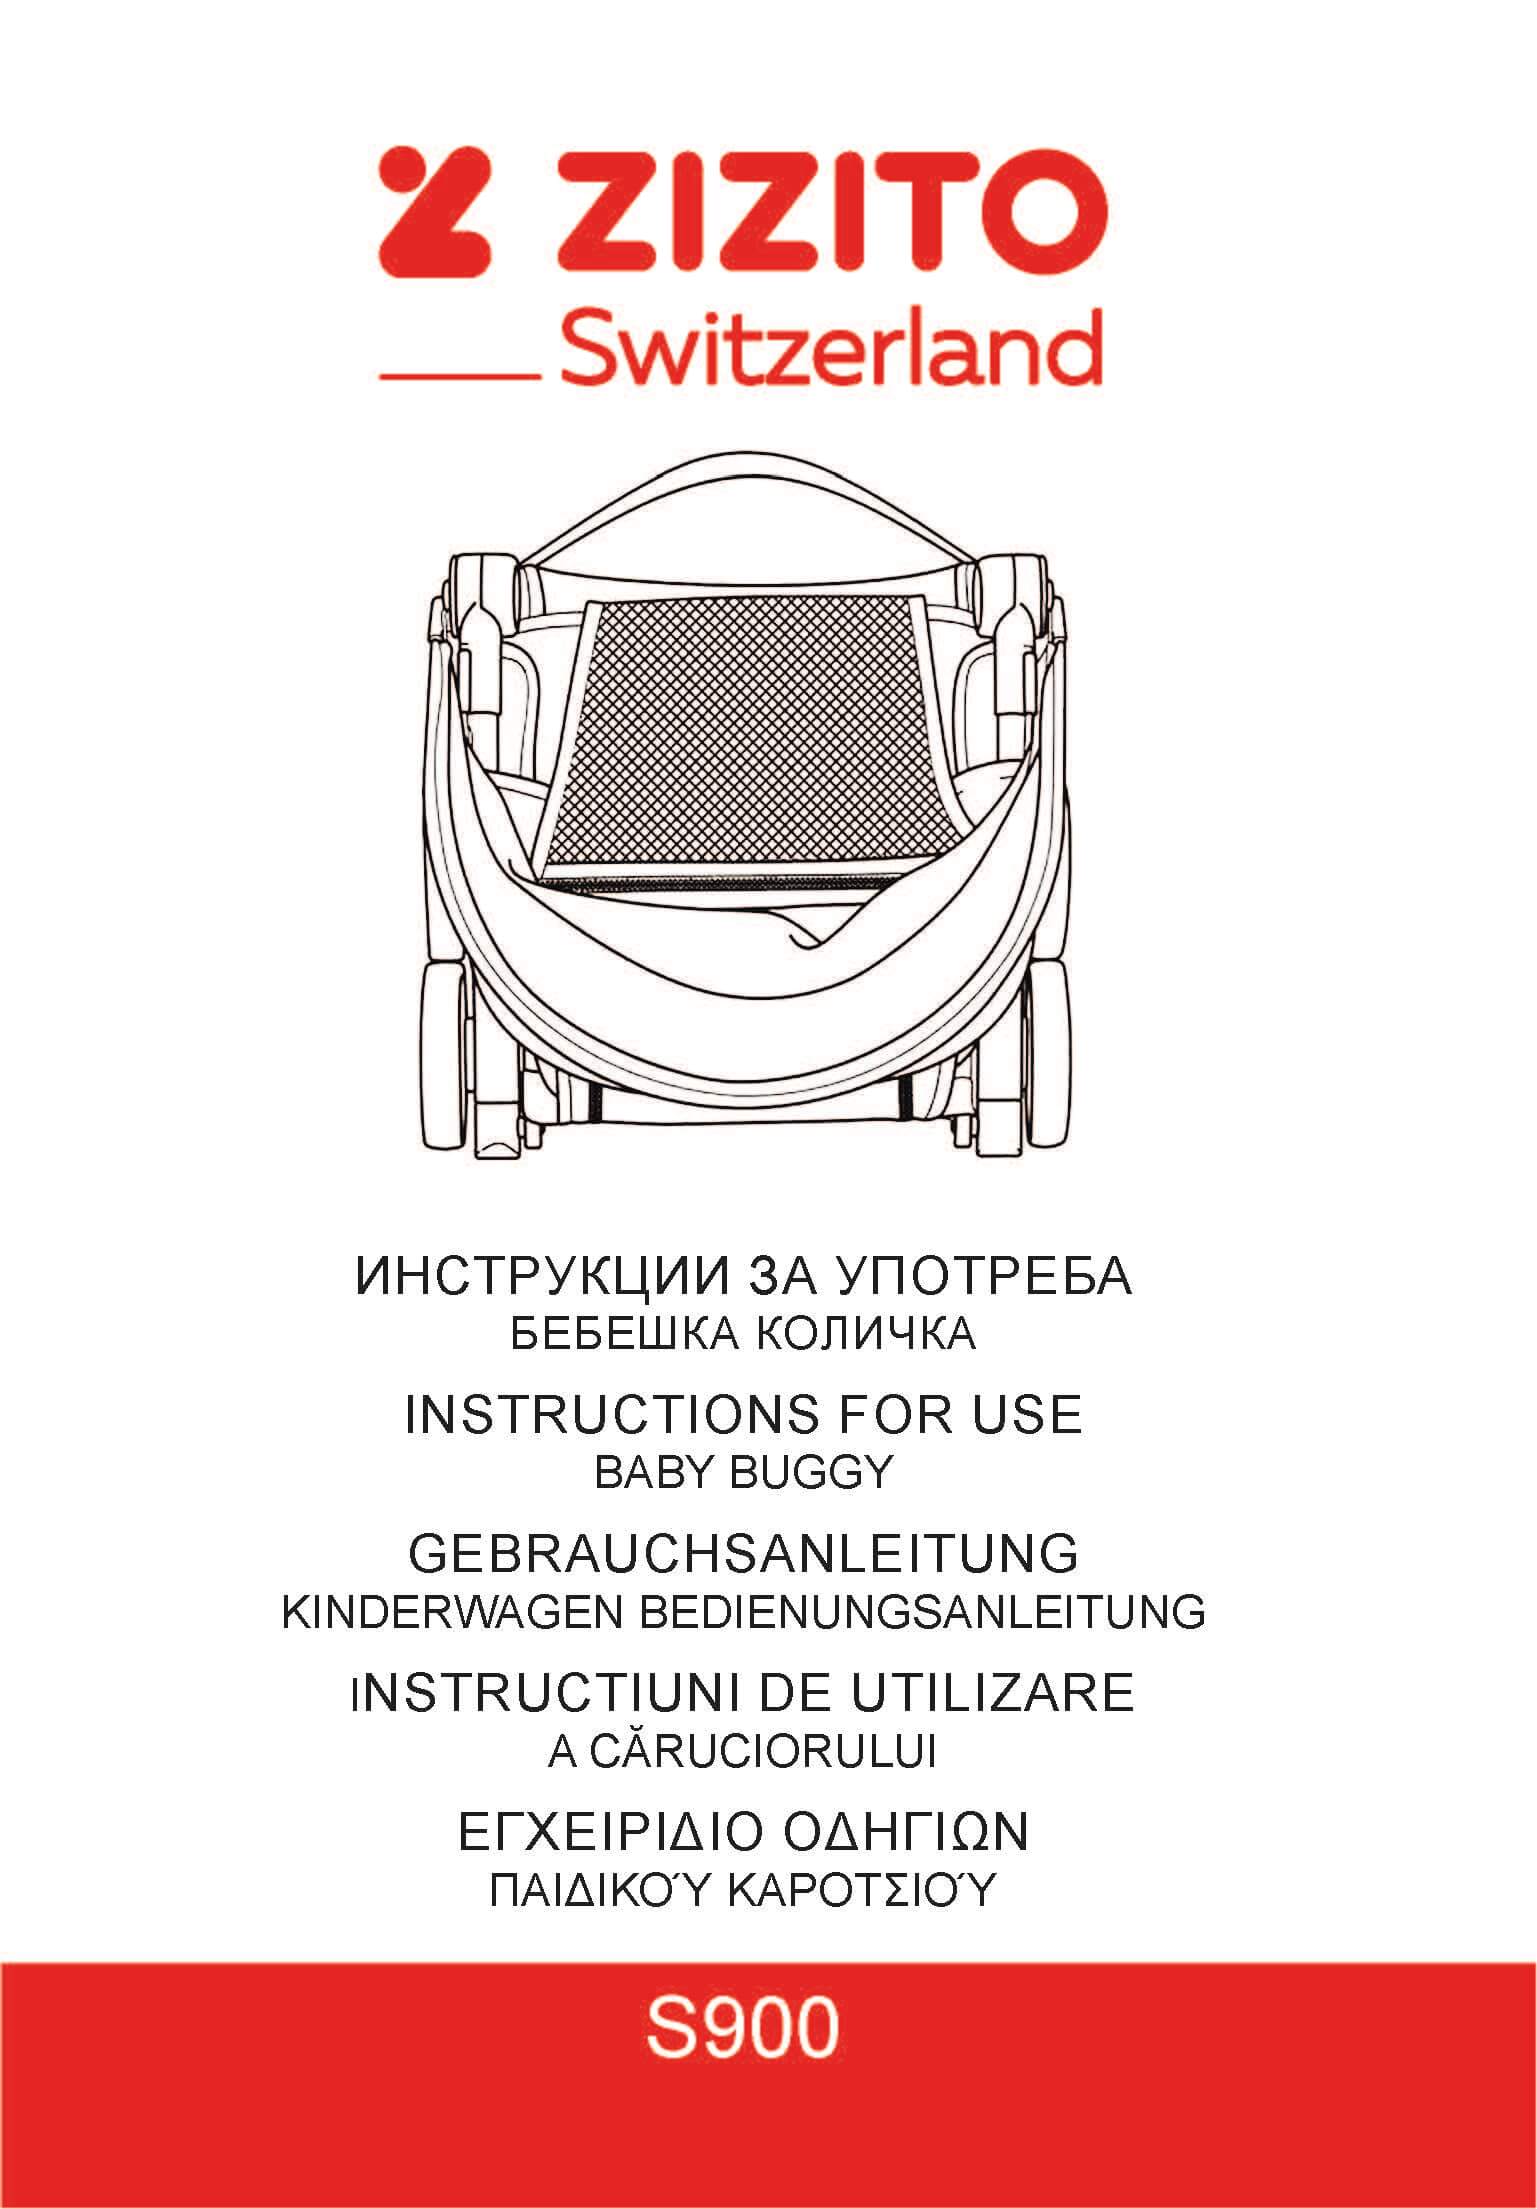 ZIZITO
Switzerland
ИНСТРУКЦИИ ЗА УПОТРЕБА
БЕБЕШКА КОЛИЧКА
INSTRUCTIONS FOR USE
BABY BUGGY
GEBRAUCHSANLEITUNG
KINDERWAGEN BEDIENUNGSANLEITUNG
INSTRUCTIUNI DE UTILIZARE
A CĂRUCIORULUI
ΕΓΧΕΙΡΙΔΙΟ ΟΔΗΓΙΩΝ
ΠΑΙΔΙΚΟΎ ΚΑΡΟΤΣΙΟΎ
S900